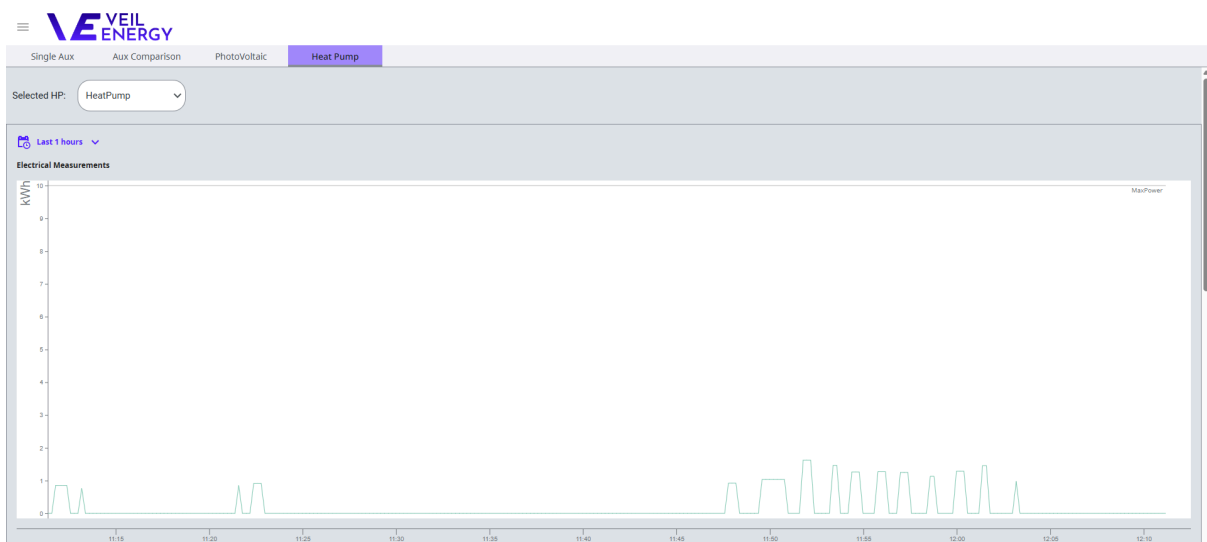 VEIL
ENERGY
Single Aux Aux Comparison PhotoVoltaic Heat Pump
Selected HP: HeatPump
Last 1 hours
Electrical Measurements
kWh
10
MaxPower
9
8
7
6
5
4
3
2
1
0
11:15 11:20 11:25 11:30 11:35 11:40 11:45 11:50 11:55 12:00 12:05 12:10